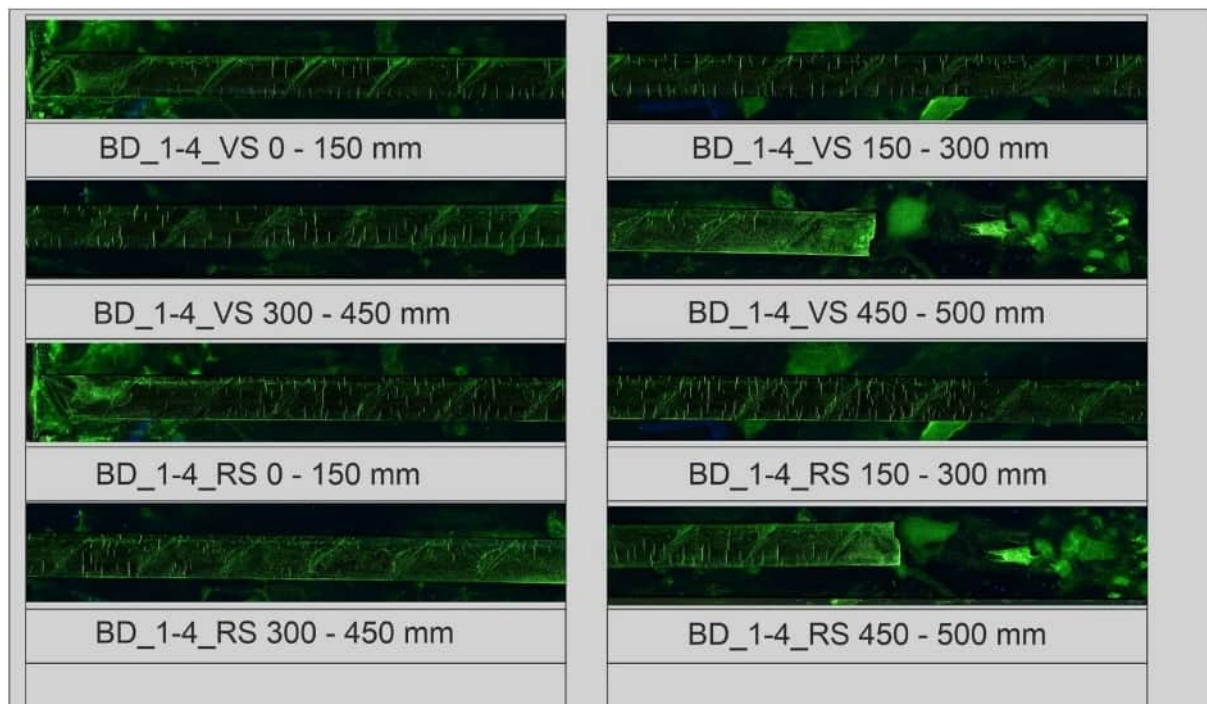 BD_1-4_VS 0 - 150 mm
BD_1-4_VS 150 - 300 mm
BD_1-4_VS 300 - 450 mm
BD_1-4_VS 450 - 500 mm
BD_1-4_RS 0 - 150 mm
BD_1-4_RS 150 - 300 mm
BD_1-4_RS 300 - 450 mm
BD_1-4_RS 450 - 500 mm